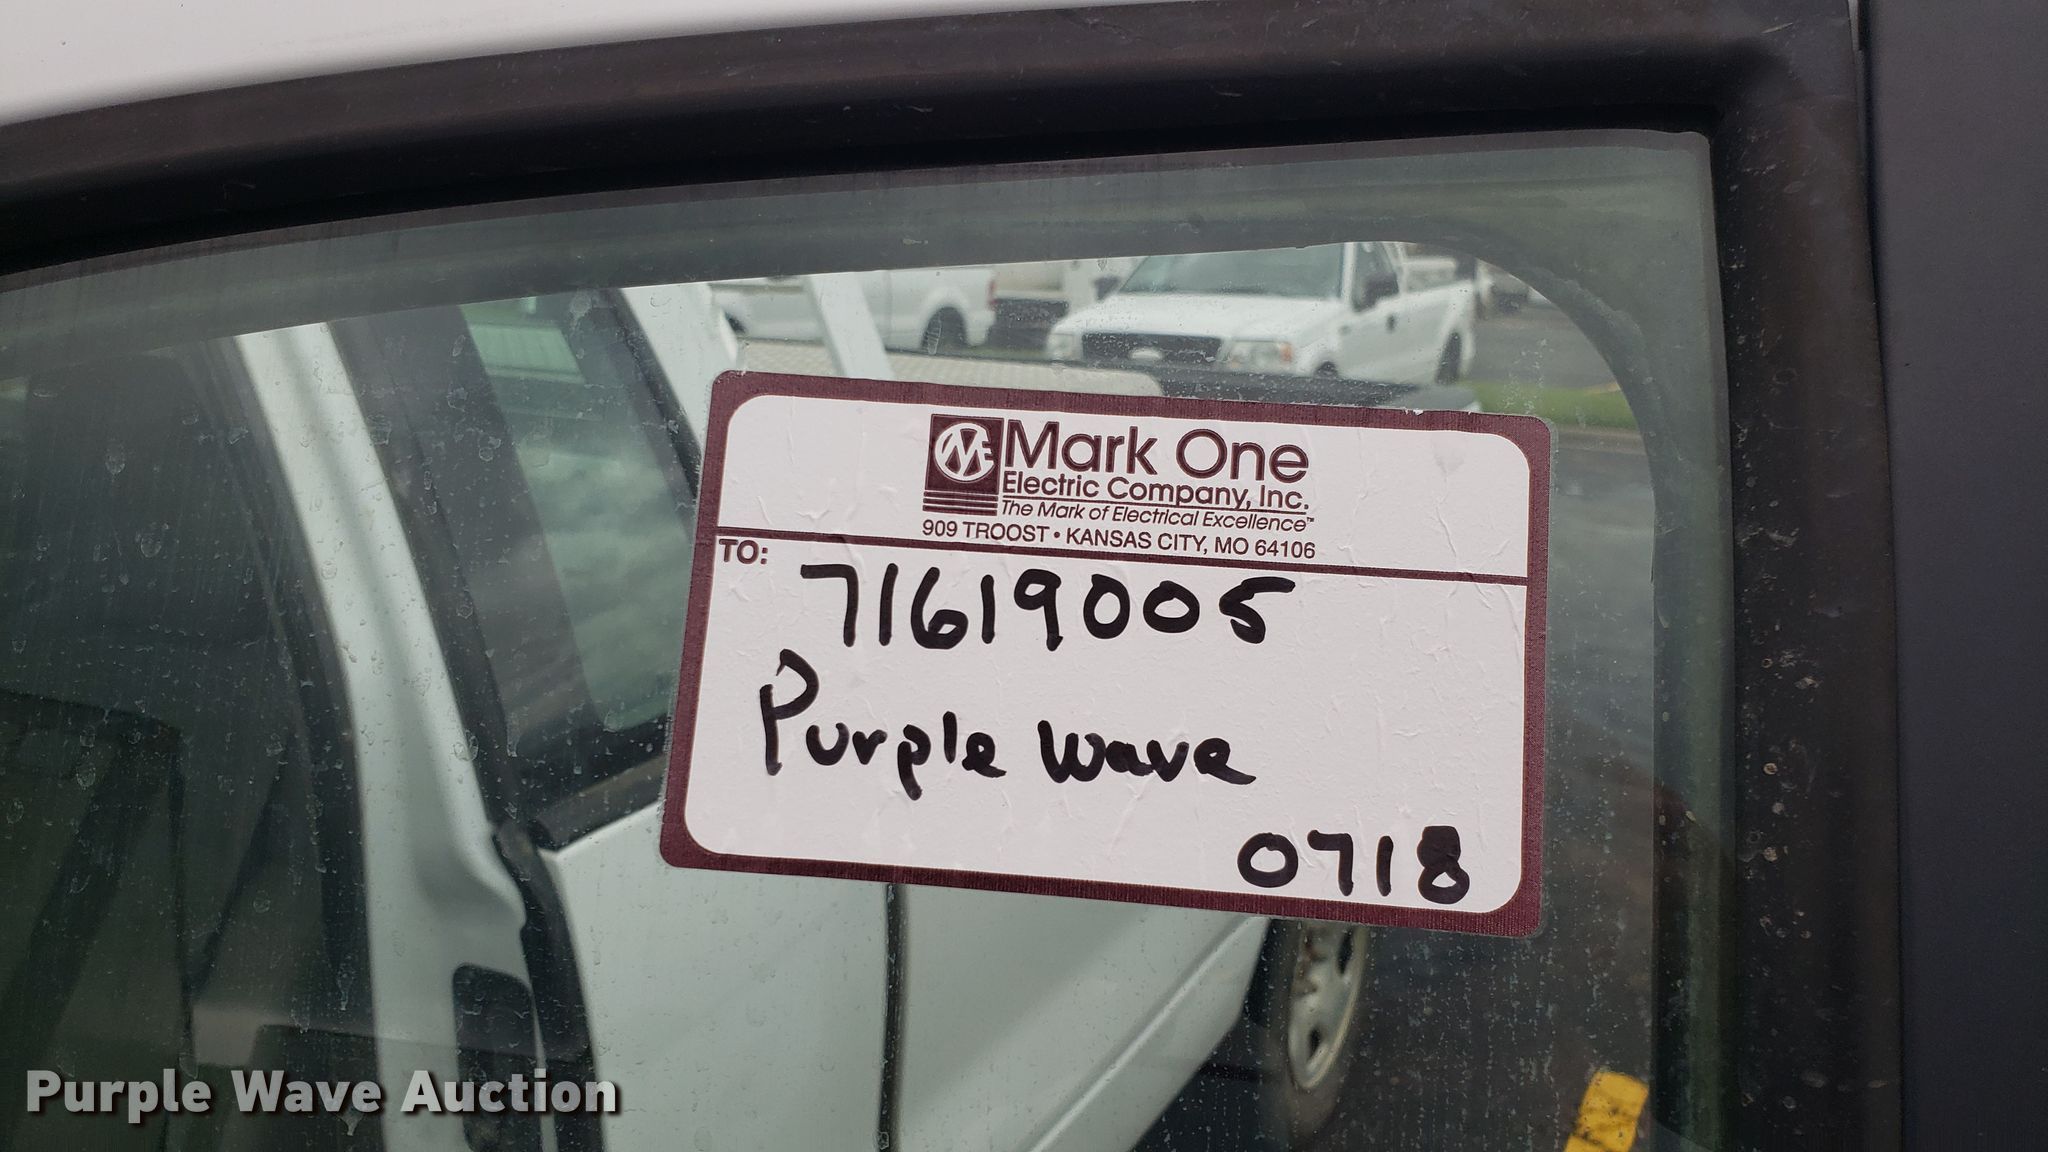 Mark One
Electric Company, Inc.
The Mark of Electrical Excellence™
909 TROOST • KANSAS CITY, MO 64106
TO:
71619005
Purple Wave
0718
Purple Wave Auction